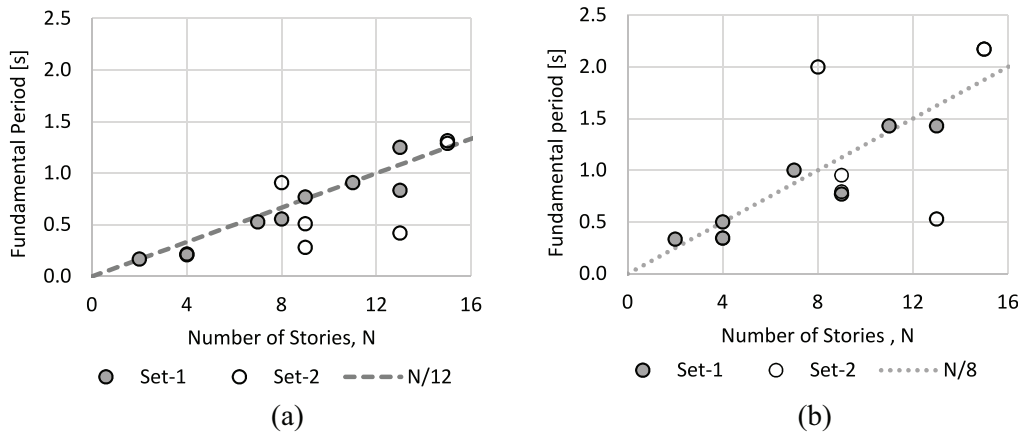 2.5
2.0
1.5
1.0
0.5
0.0
Fundamental Period [s]
0 4 8 12 16
Number of Stories, N
Set-1 Set-2 N/12
(a)
2.5
2.0
1.5
1.0
0.5
0.0
Fundamental period [s]
0 4 8 12 16
Number of Stories , N
Set-1 Set-2 N/8
(b)